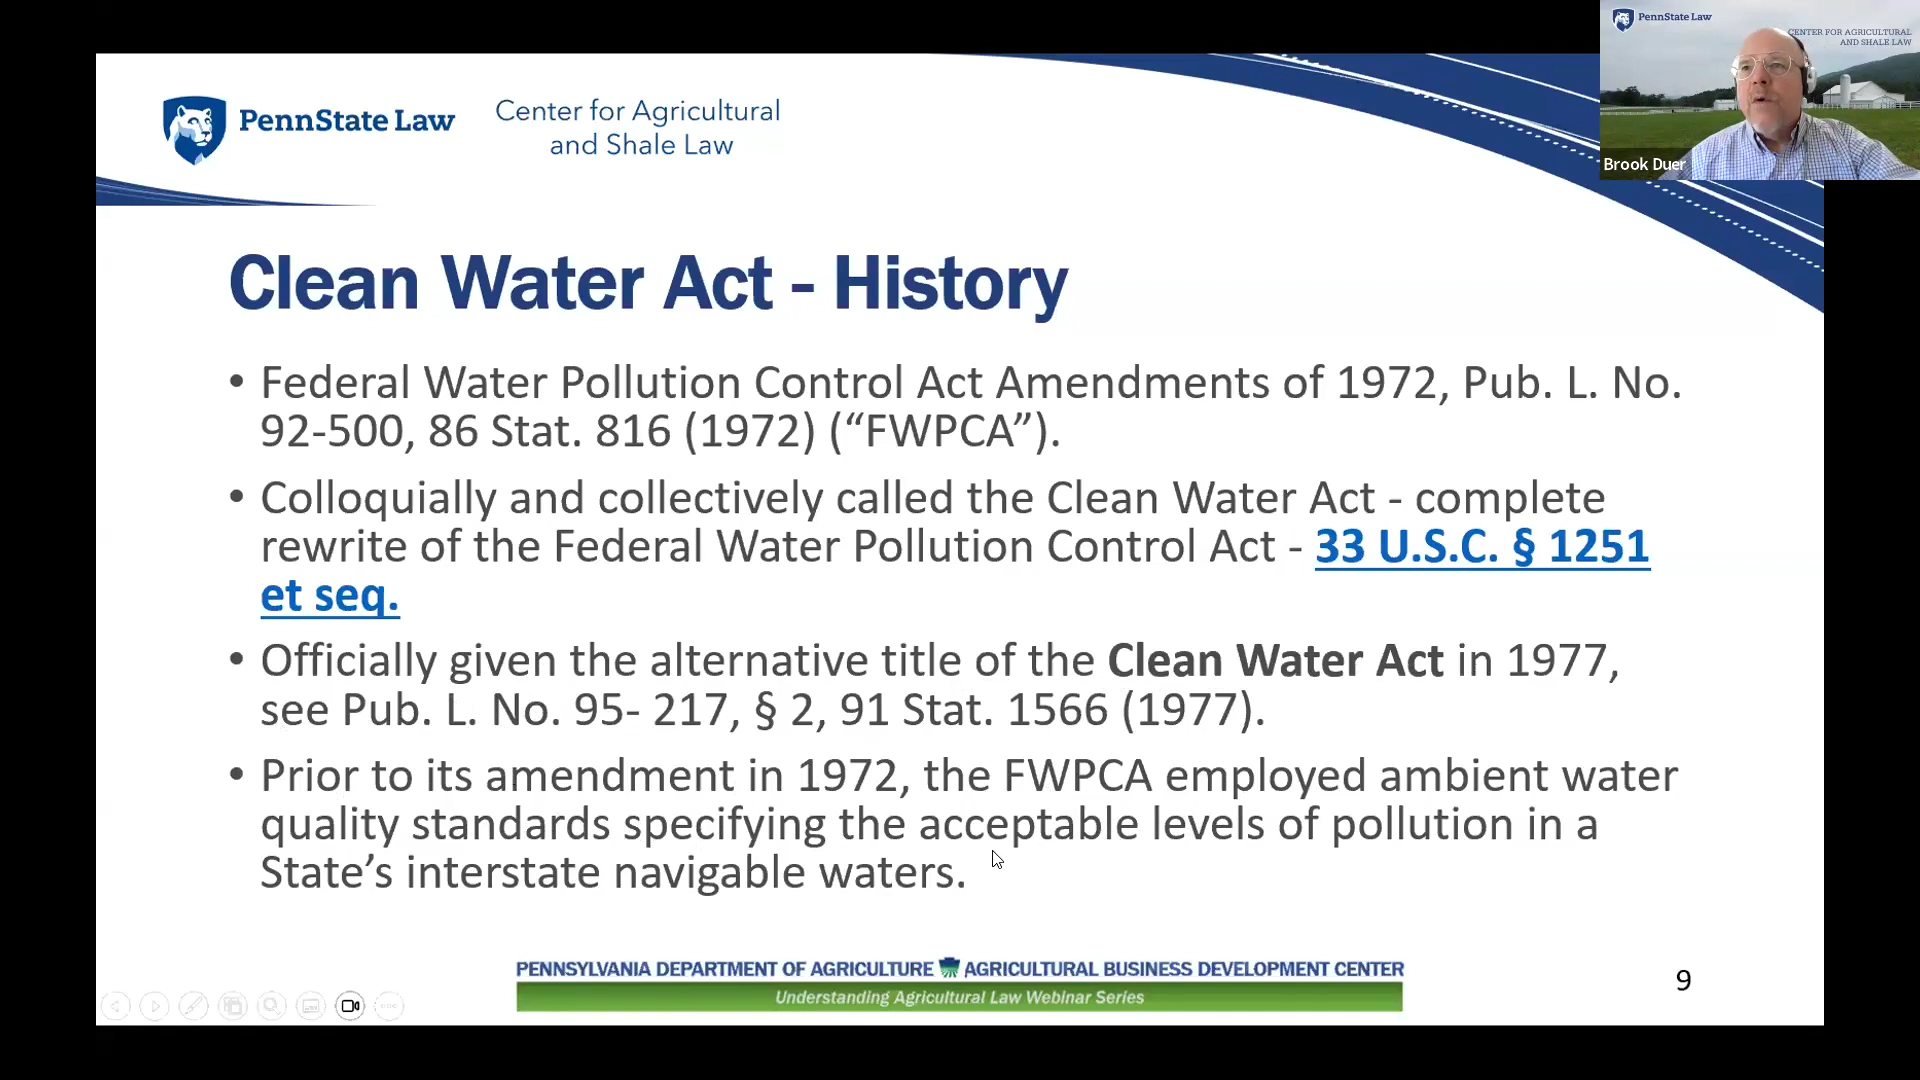 PennState Law
Center for Agricultural
and Shale Law
PennState Law
CENTER FOR AGRICULTURAL
AND SHALE LAW
Brook Duer
Clean Water Act - History
• Federal Water Pollution Control Act Amendments of 1972, Pub. L. No.
92-500, 86 Stat. 816 (1972) (“FWPCA”).
• Colloquially and collectively called the Clean Water Act - complete
rewrite of the Federal Water Pollution Control Act - 33 U.S.C. § 1251
et seq.
• Officially given the alternative title of the Clean Water Act in 1977,
see Pub. L. No. 95- 217, § 2, 91 Stat. 1566 (1977).
• Prior to its amendment in 1972, the FWPCA employed ambient water
quality standards specifying the acceptable levels of pollution in a
State’s interstate navigable waters.
PENNSYLVANIA DEPARTMENT OF AGRICULTURE AGRICULTURAL BUSINESS DEVELOPMENT CENTER
Understanding Agricultural Law Webinar Series
9